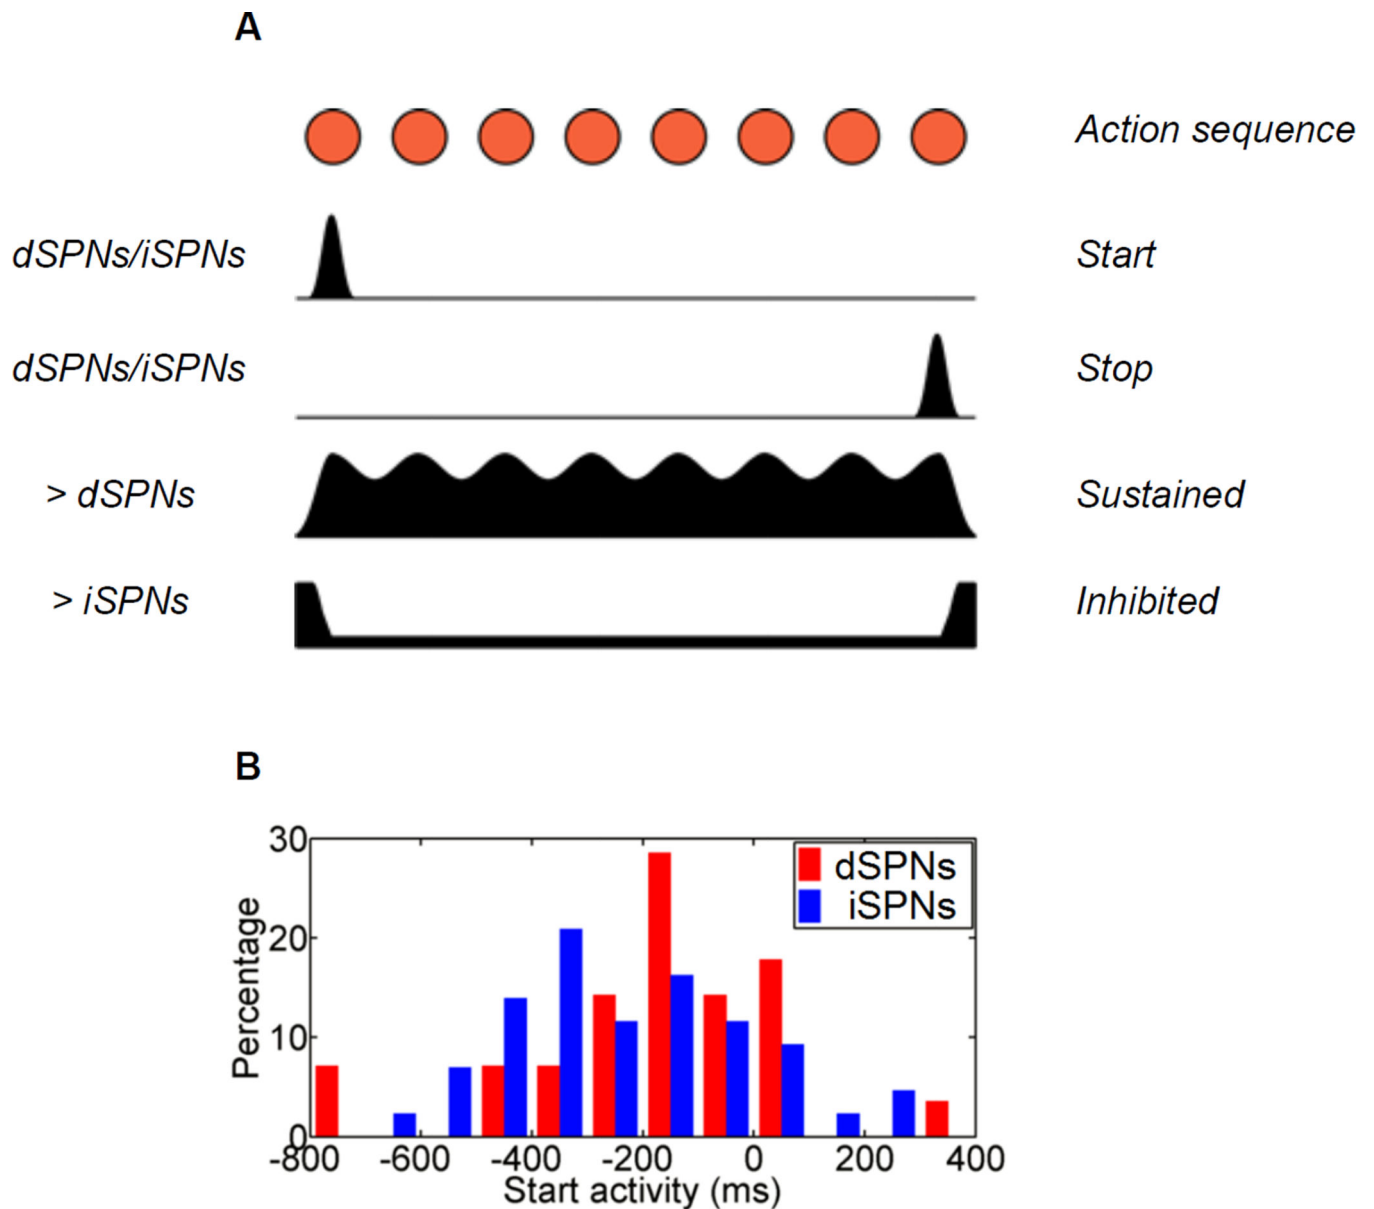 A
Action sequence
dSPNs/iSPNs Start
dSPNs/iSPNs Stop
> dSPNs Sustained
> iSPNs Inhibited
B
30
20
10
0
Percentage
dSPNs
iSPNs
-800 -600 -400 -200 0 200 400
Start activity (ms)